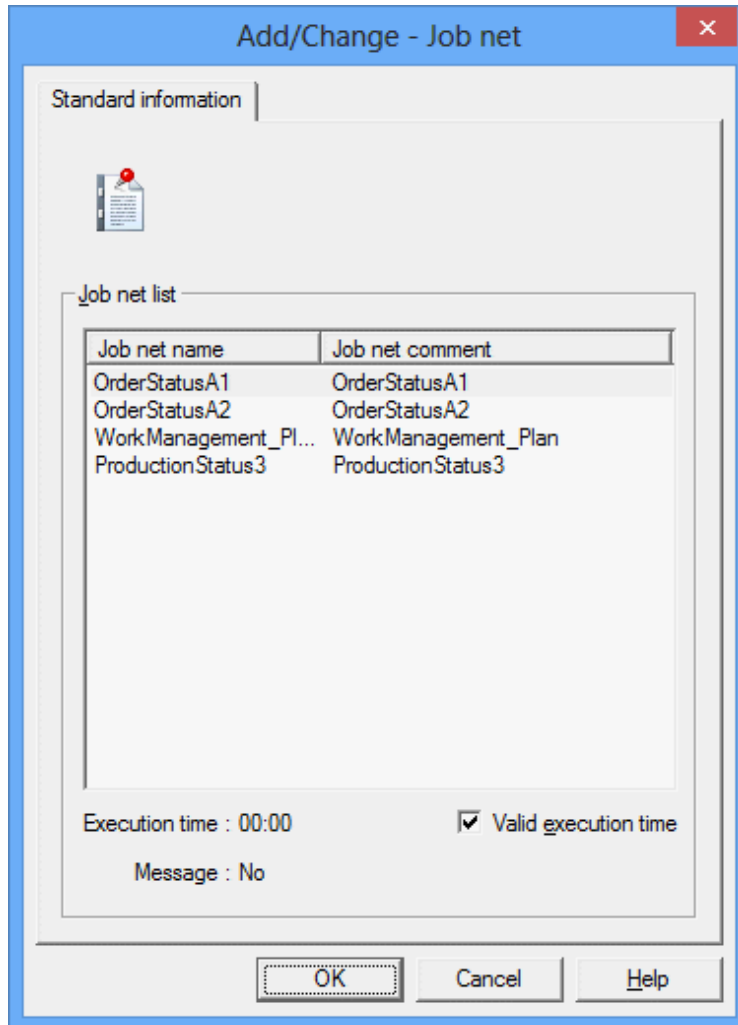 Add/Change - Job net
Standard information
Job net list
Job net name Job net comment
OrderStatusA1 OrderStatusA1
OrderStatusA2 OrderStatusA2
WorkManagement_Pl... WorkManagement_Plan
ProductionStatus3 ProductionStatus3
Execution time : 00:00 Valid execution time
Message : No
OK Cancel Help